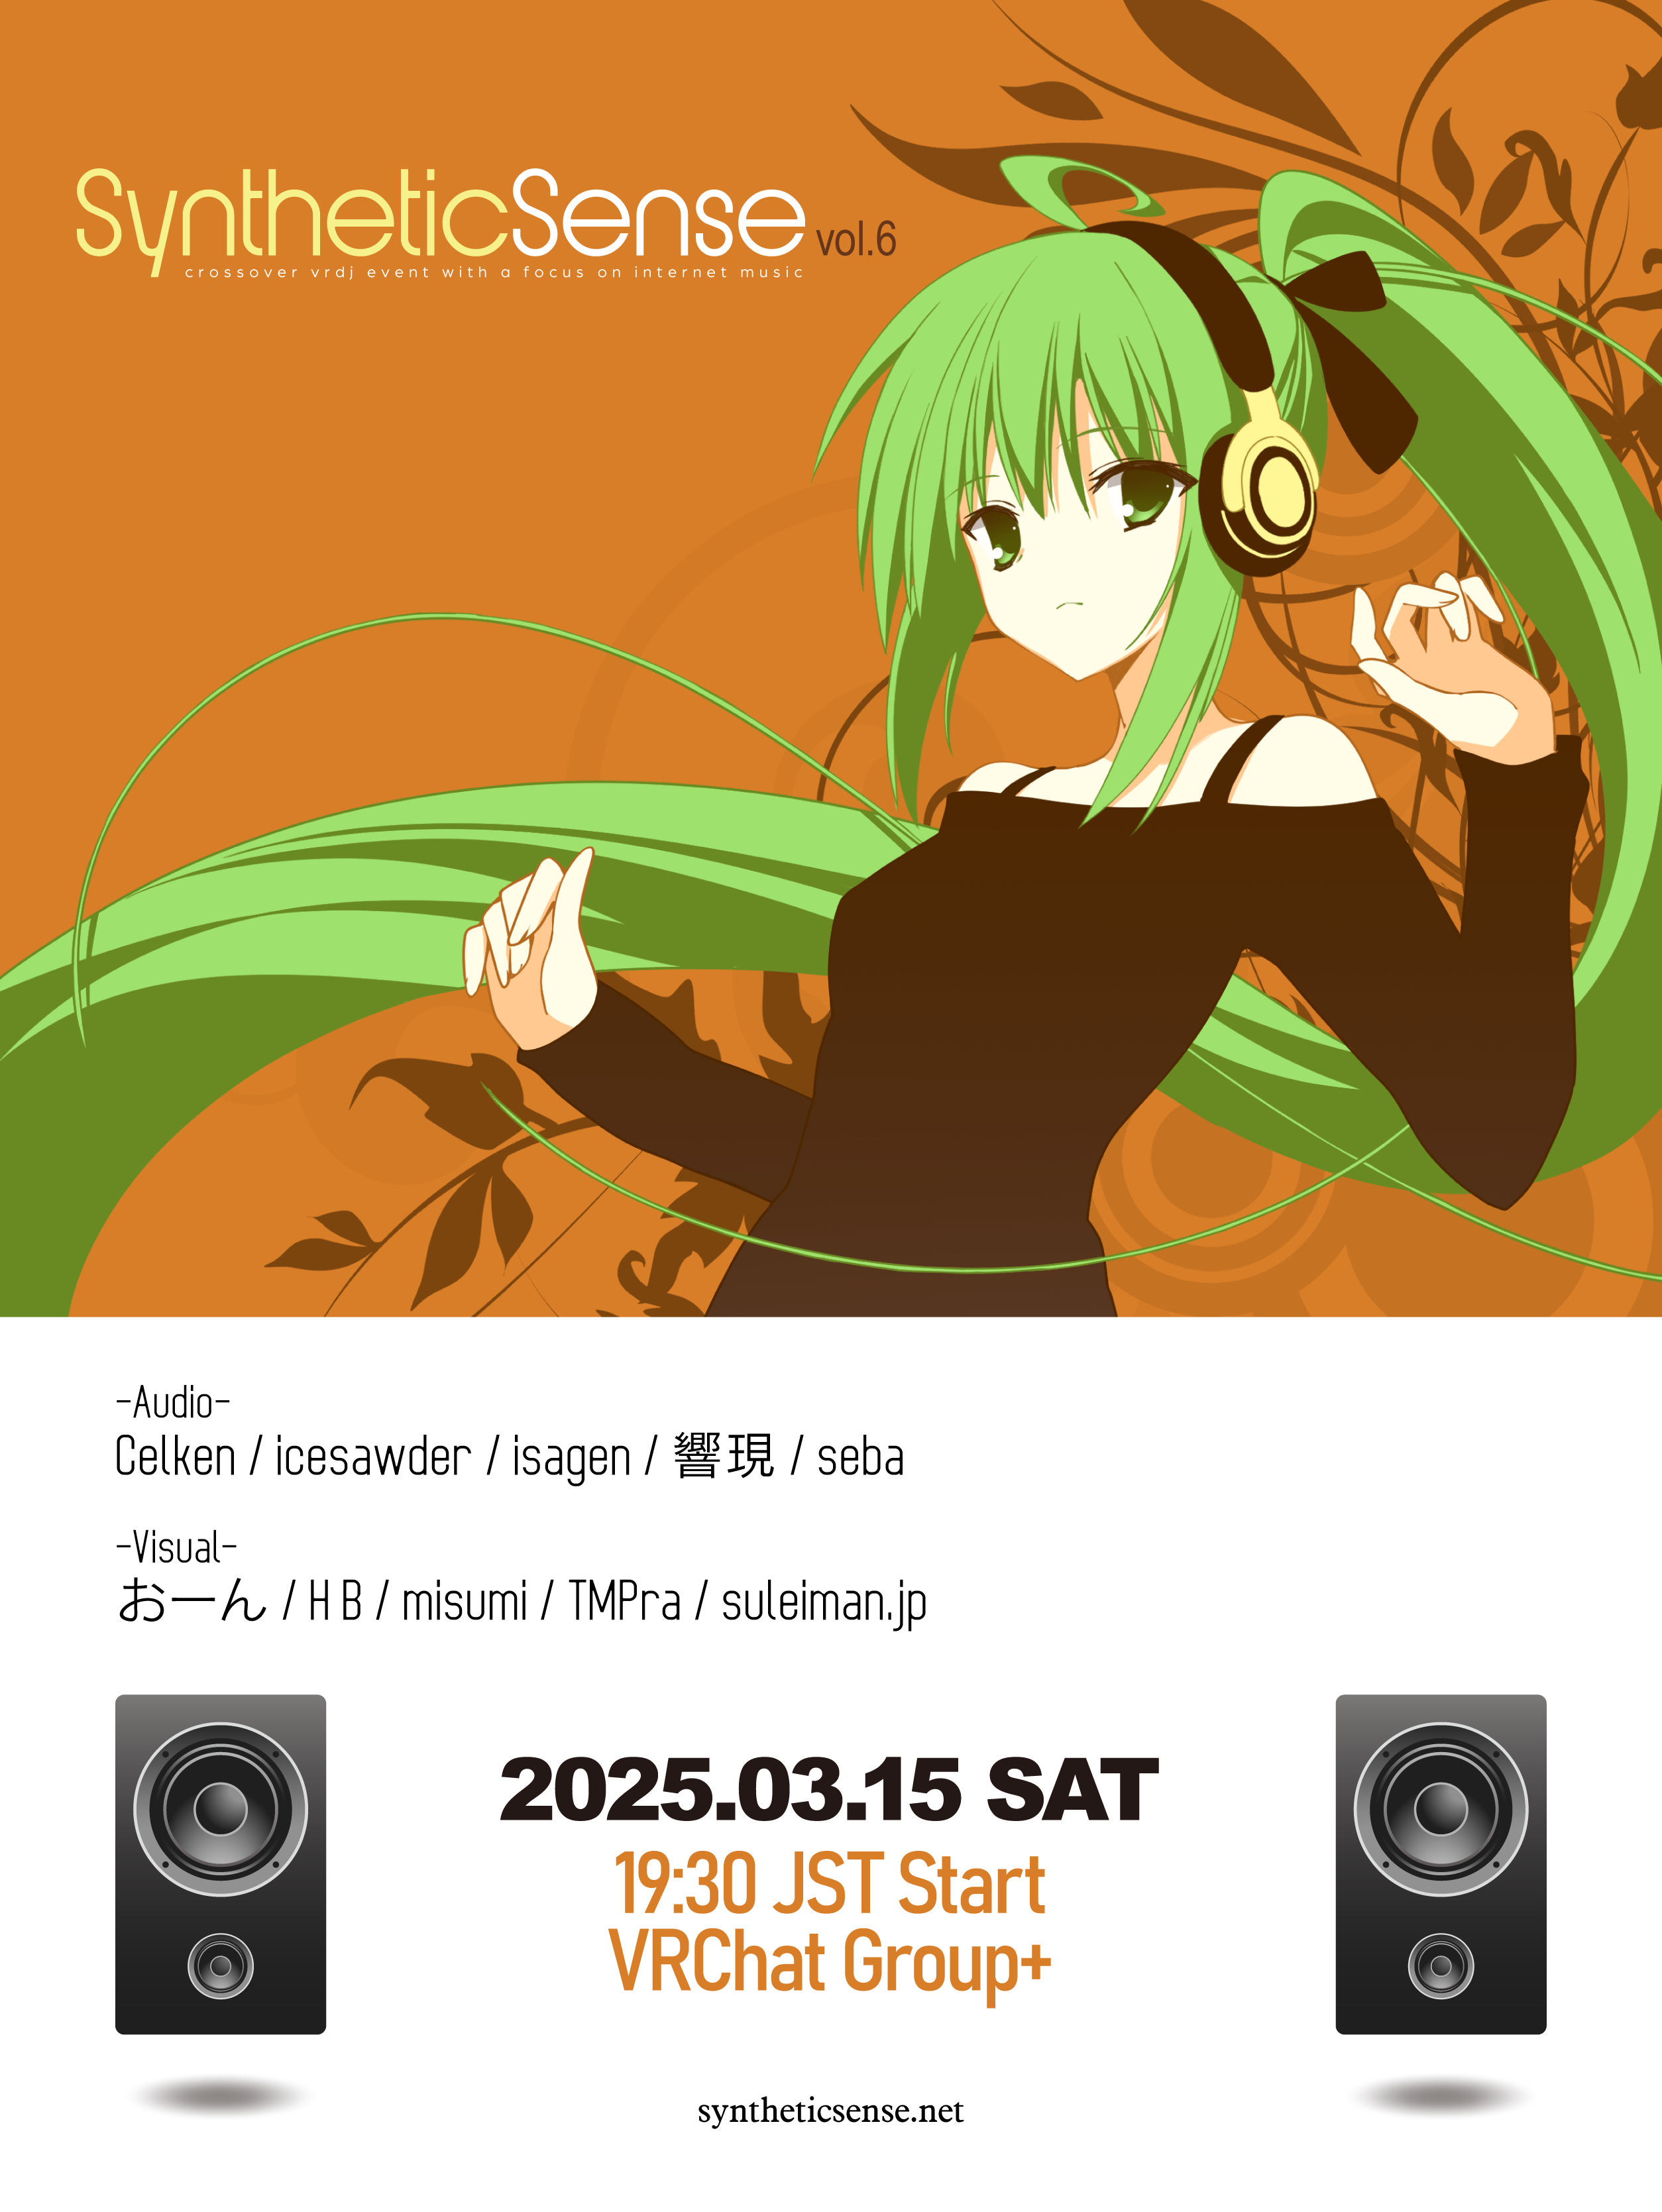 SyntheticSense vol.6
crossover vrdj event with a focus on internet music
-Audio-
Celken / icesawder / isagen / 響現 / seba
-Visual-
おーん / H B / misumi / TMPra / suleiman.jp
2025.03.15 SAT
19:30 JST Start
VRChat Group+
syntheticsense.net